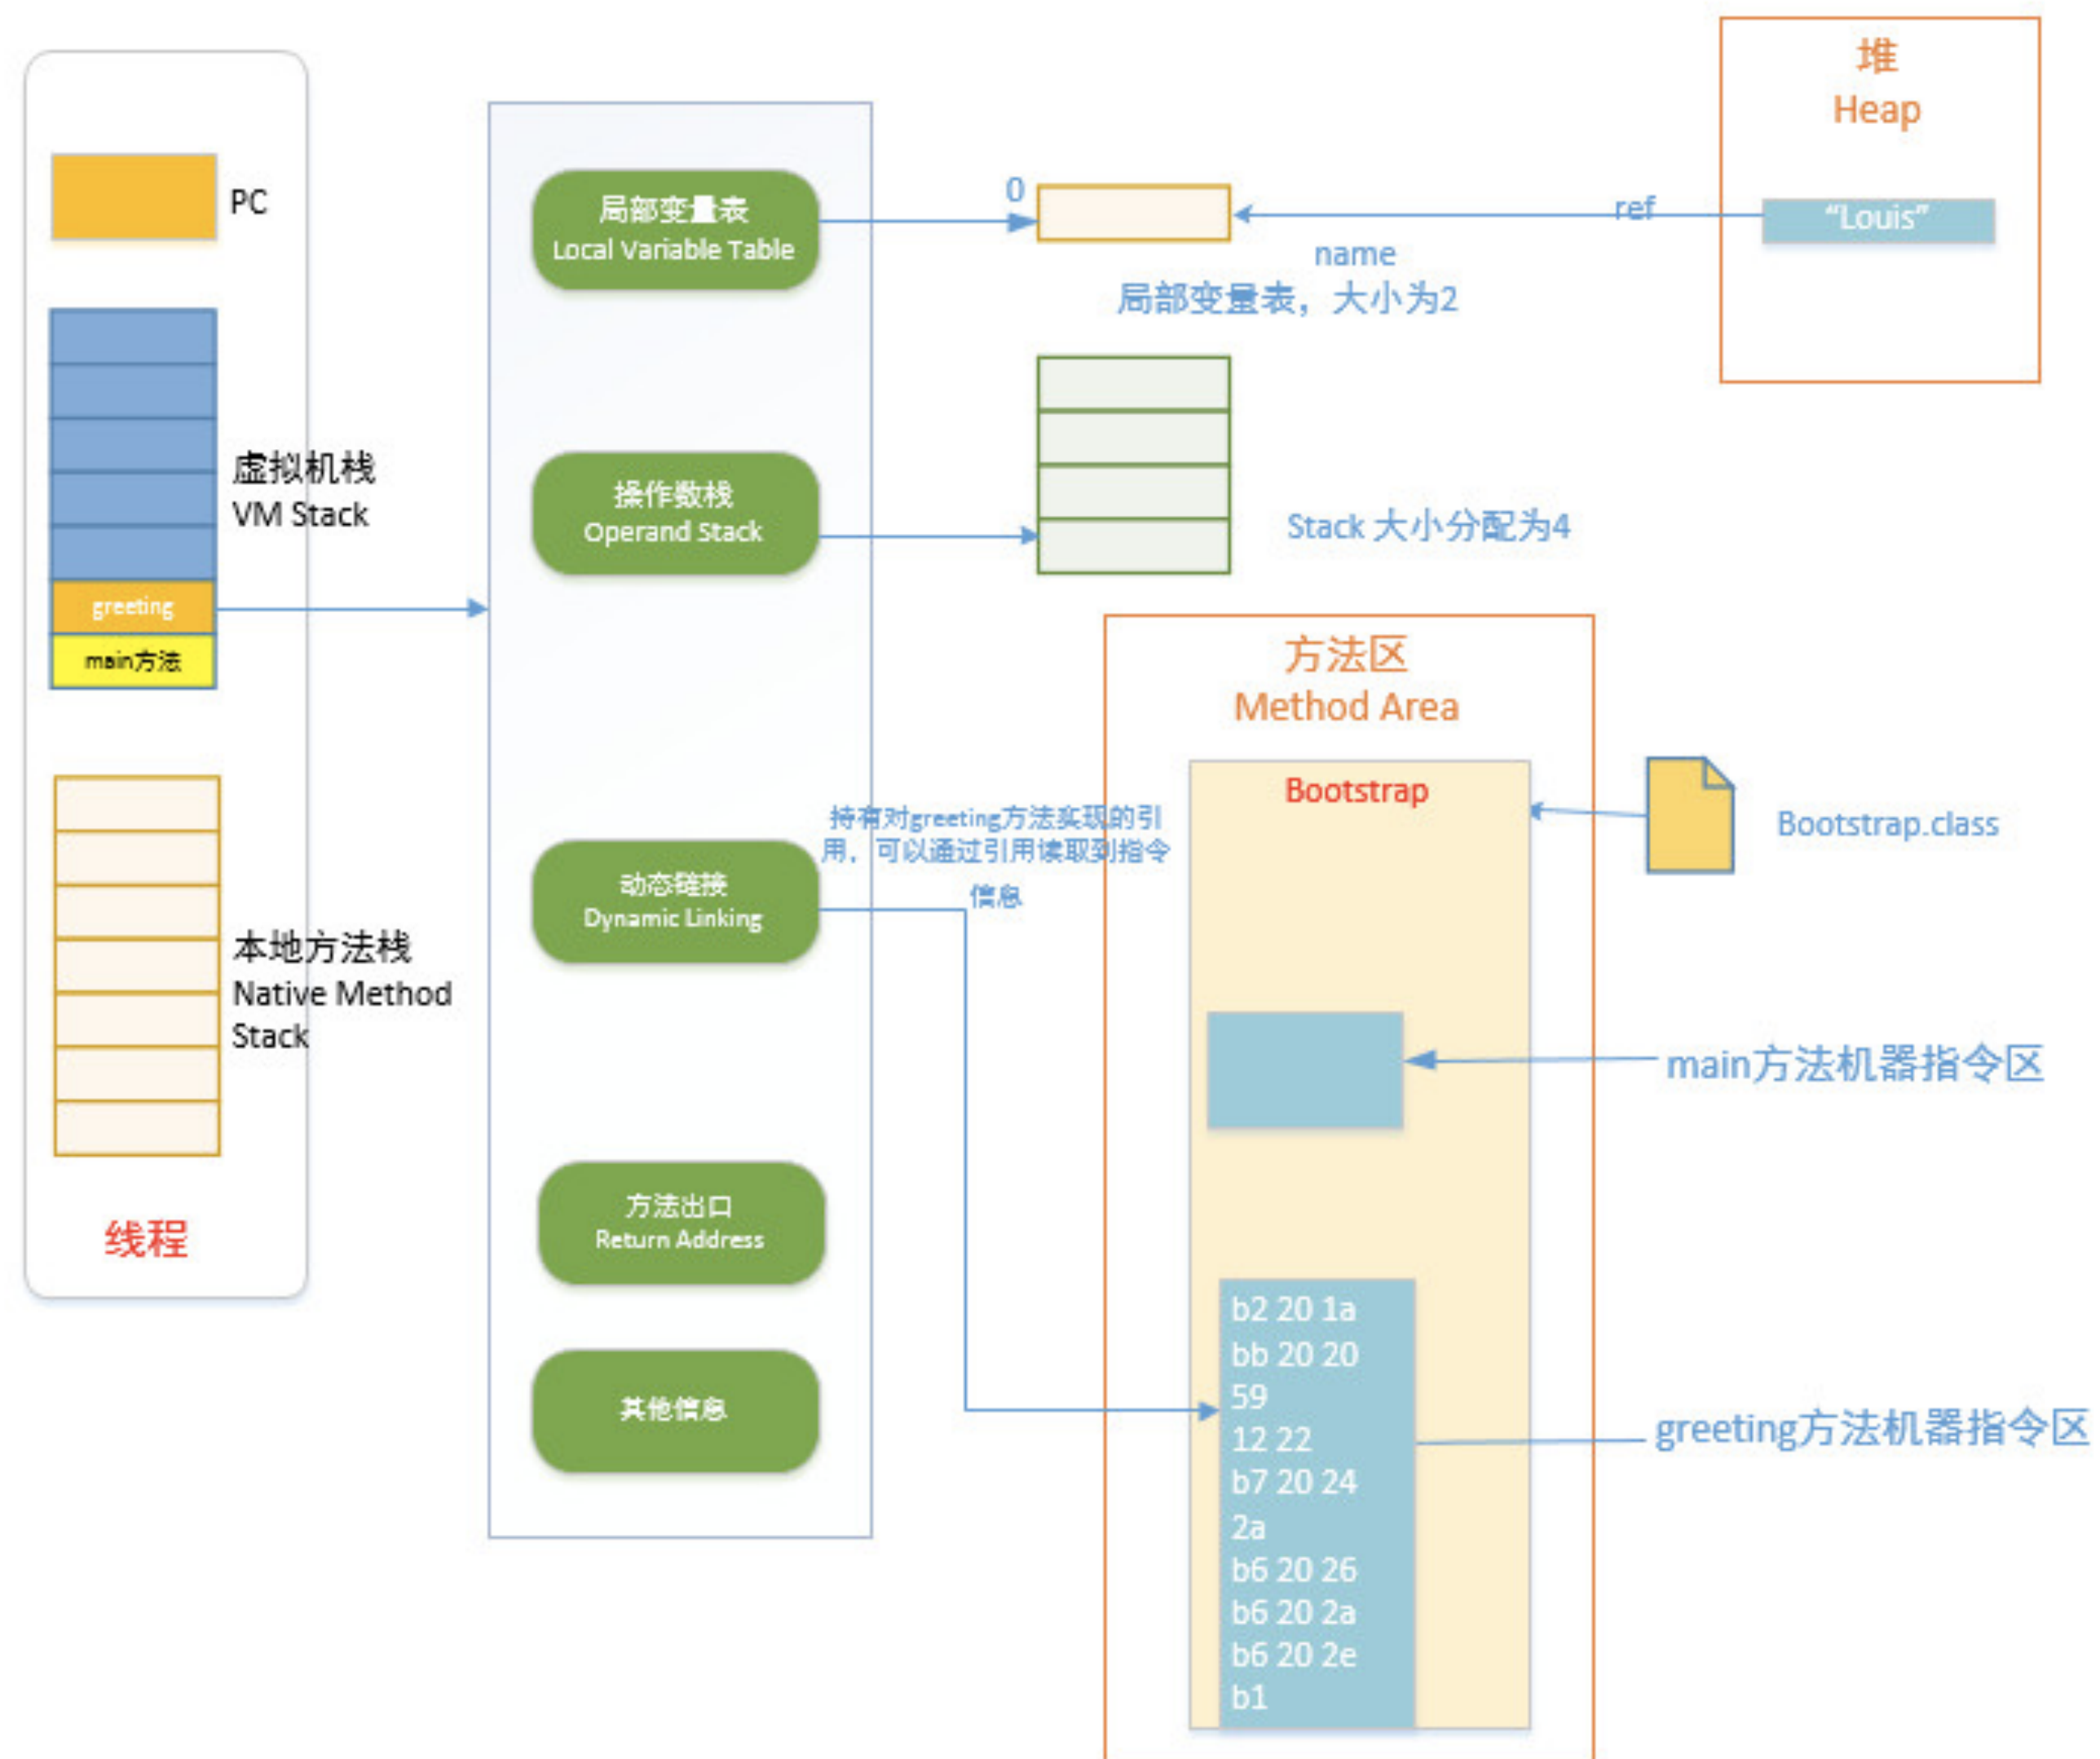 PC
虚拟机栈
VM Stack
greeting
main方法
本地方法栈
Native Method
Stack
线程
局部变量表
Local Variable Table
操作数栈
Operand Stack
动态链接
Dynamic Linking
方法出口
Return Address
其他信息
0
ref
name
局部变量表，大小为2
堆
Heap
“Louis”
Stack 大小分配为4
持有对greeting方法实现的引
用，可以通过引用读取到指令
信息
方法区
Method Area
Bootstrap
Bootstrap.class
main方法机器指令区
b2 20 1a
bb 20 20
59
12 22
b7 20 24
2a
b6 20 26
b6 20 2a
b6 20 2e
b1
greeting方法机器指令区